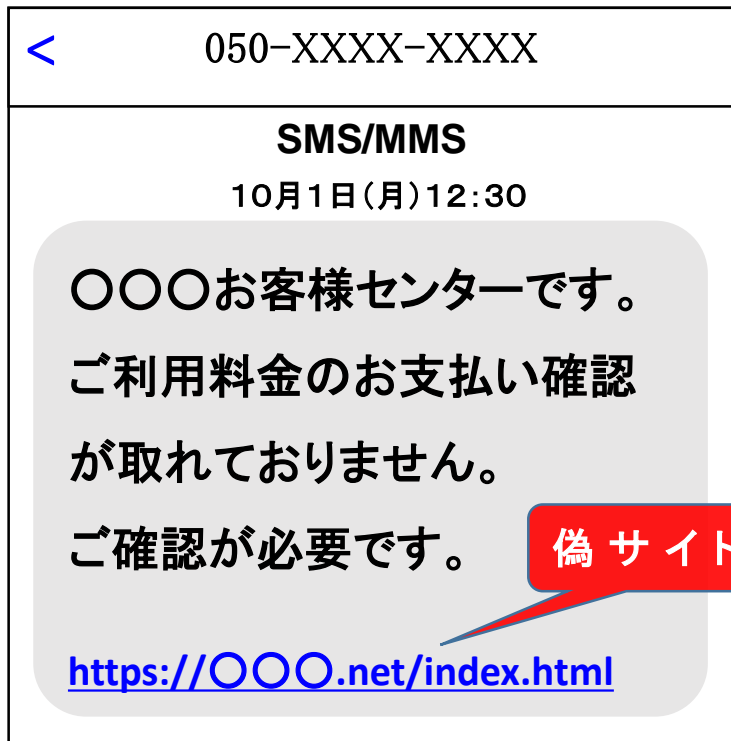 <
050-XXXX-XXXX
SMS/MMS
10月1日(月)12:30
〇〇〇お客様センターです。
ご利用料金のお支払い確認
が取れておりません。
ご確認が必要です。
偽サイト
https://〇〇〇.net/index.html